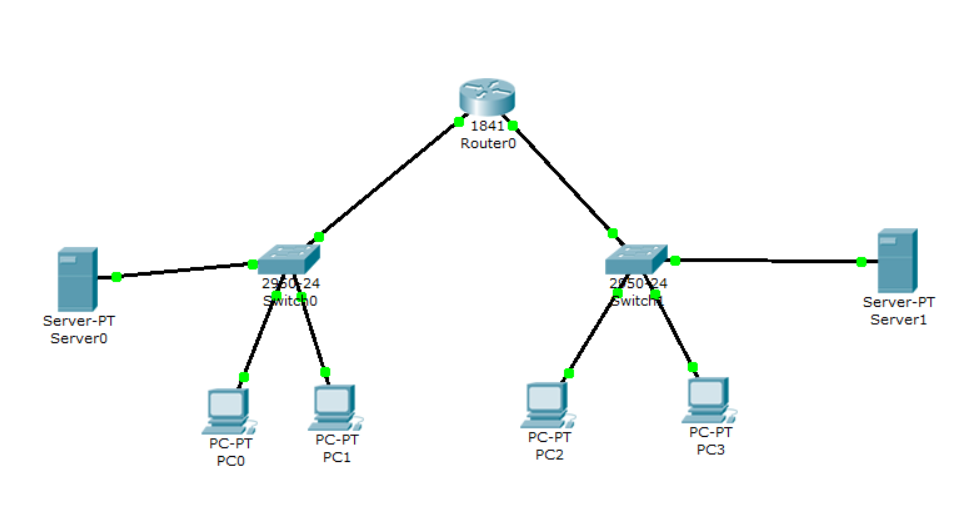 1841
Router0
2950-24
Switch0
2950-24
Switch1
Server-PT
Server0
Server-PT
Server1
PC-PT
PC0
PC-PT
PC1
PC-PT
PC2
PC-PT
PC3